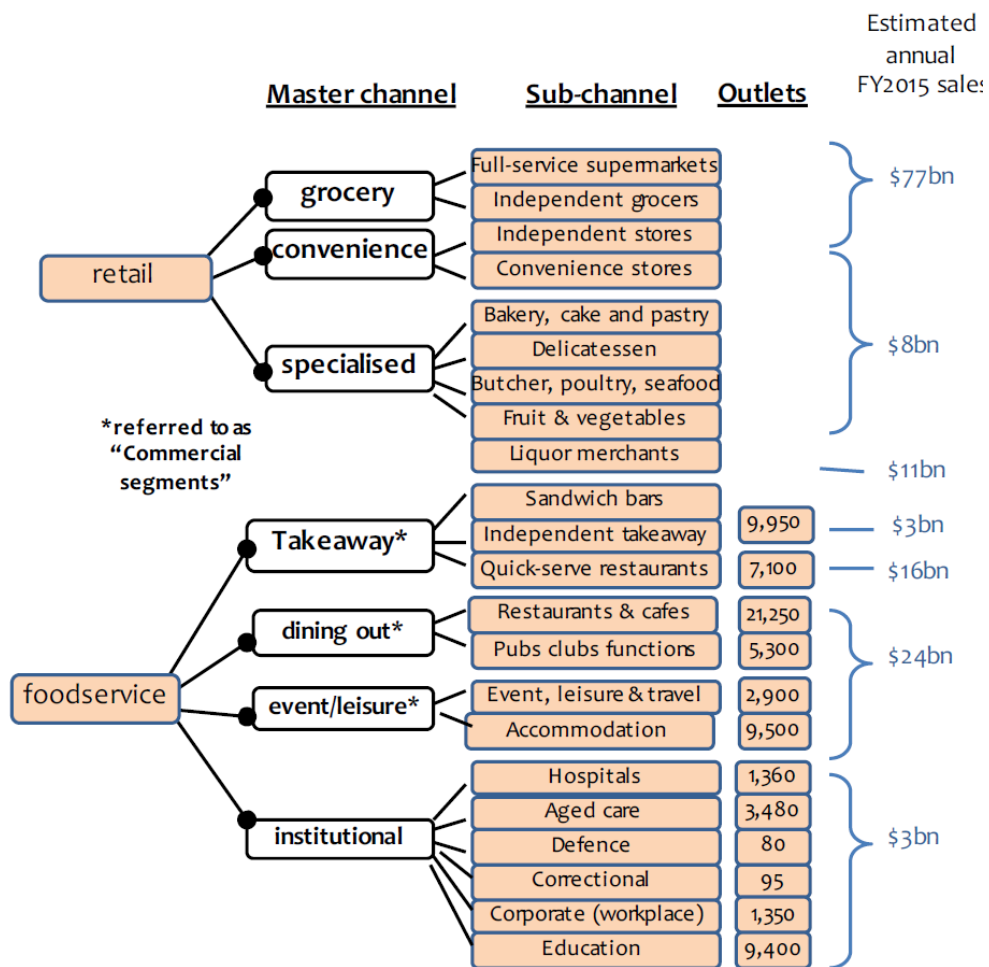 Estimated
annual
FY2015 sales
Master channel
Sub-channel
Outlets
retail
grocery
convenience
specialised
Full-service supermarkets
Independent grocers
Independent stores
Convenience stores
Bakery, cake and pastry
Delicatessen
Butcher, poultry, seafood
Fruit & vegetables
Liquor merchants
$77bn
$8bn
$11bn
*referred to as
“Commercial
segments”
foodservice
Takeaway*
dining out*
event/leisure*
institutional
Sandwich bars
Independent takeaway
9,950
$3bn
Quick-serve restaurants
7,100
$16bn
Restaurants & cafes
21,250
Pubs clubs functions
5,300
Event, leisure & travel
2,900
Accommodation
9,500
$24bn
Hospitals
1,360
Aged care
3,480
Defence
80
Correctional
95
Corporate (workplace)
1,350
Education
9,400
$3bn